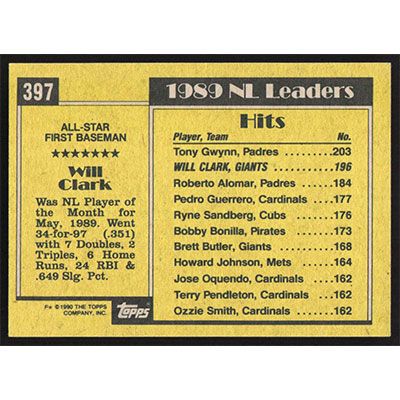 397
ALL-STAR
FIRST BASEMAN
★★★★★★★
Will
Clark
Was NL Player of
the Month for
May, 1989. Went
34-for-97 (.351)
with 7 Doubles, 2
Triples, 6 Home
Runs, 24 RBI &
.649 Slg. Pct.
F* © 1990 THE TOPPS
COMPANY, INC.
Topps
1989 NL Leaders
Hits
Player, Team No.
Tony Gwynn, Padres ......203
WILL CLARK, GIANTS ..........196
Roberto Alomar, Padres ...184
Pedro Guerrero, Cardinals 177
Ryne Sandberg, Cubs .....176
Bobby Bonilla, Pirates ....173
Brett Butler, Giants .......168
Howard Johnson, Mets ....164
Jose Oquendo, Cardinals ..162
Terry Pendleton, Cardinals ..162
Ozzie Smith, Cardinals ....162